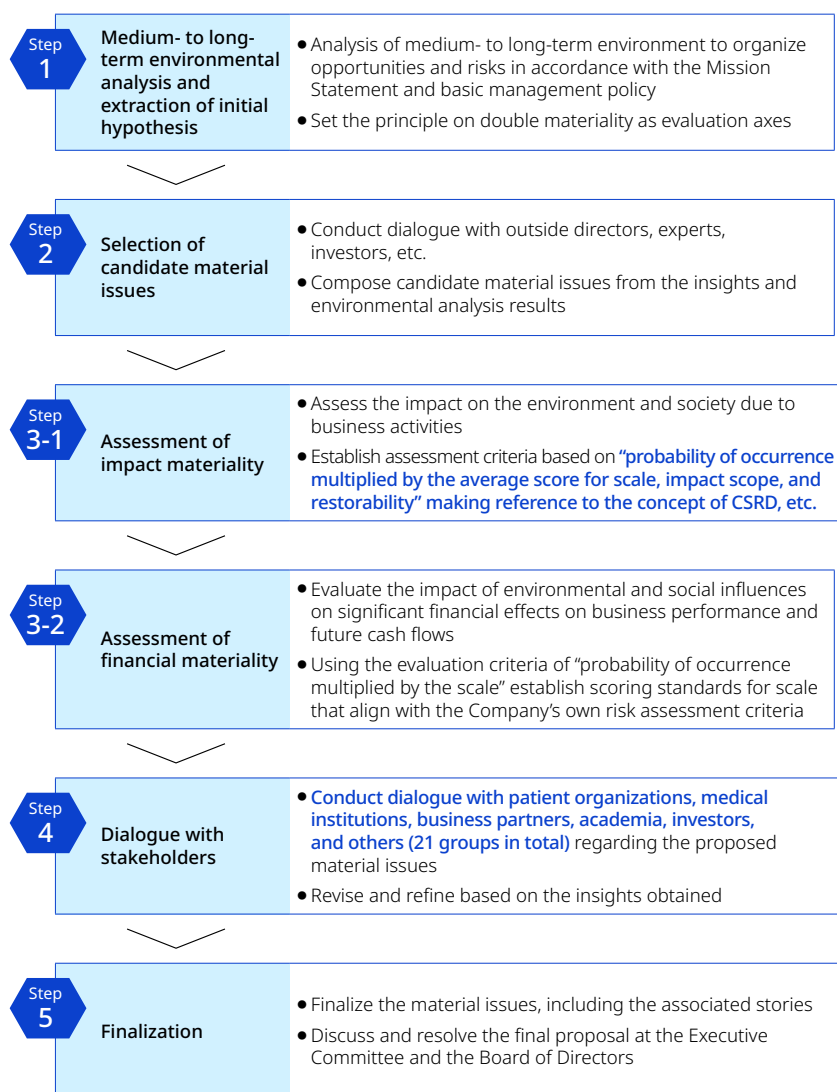 Step
1
Medium- to long-
term environmental
analysis and
extraction of initial
hypothesis
● Analysis of medium- to long-term environment to organize
opportunities and risks in accordance with the Mission
Statement and basic management policy
● Set the principle on double materiality as evaluation axes
Step
2
Selection of
candidate material
issues
● Conduct dialogue with outside directors, experts,
investors, etc.
● Compose candidate material issues from the insights and
environmental analysis results
Step
3-1
Assessment of
impact materiality
● Assess the impact on the environment and society due to
business activities
● Establish assessment criteria based on “probability of occurrence
multiplied by the average score for scale, impact scope, and
restorability” making reference to the concept of CSRD, etc.
Step
3-2
Assessment of
financial materiality
● Evaluate the impact of environmental and social influences
on significant financial effects on business performance and
future cash flows
● Using the evaluation criteria of “probability of occurrence
multiplied by the scale” establish scoring standards for scale
that align with the Company’s own risk assessment criteria
Step
4
Dialogue with
stakeholders
● Conduct dialogue with patient organizations, medical
institutions, business partners, academia, investors,
and others (21 groups in total) regarding the proposed
material issues
● Revise and refine based on the insights obtained
Step
5
Finalization
● Finalize the material issues, including the associated stories
● Discuss and resolve the final proposal at the Executive
Committee and the Board of Directors